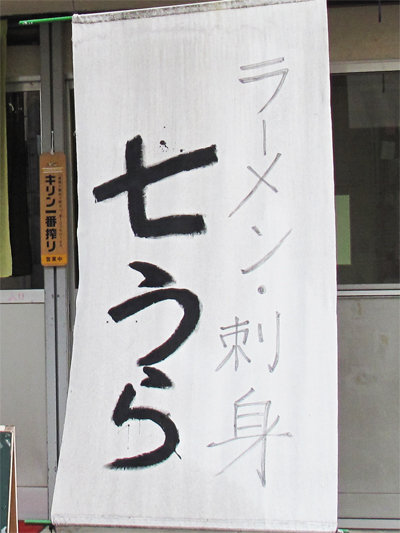 ラーメン・刺身
七うら
キリン一番搾り
営業中